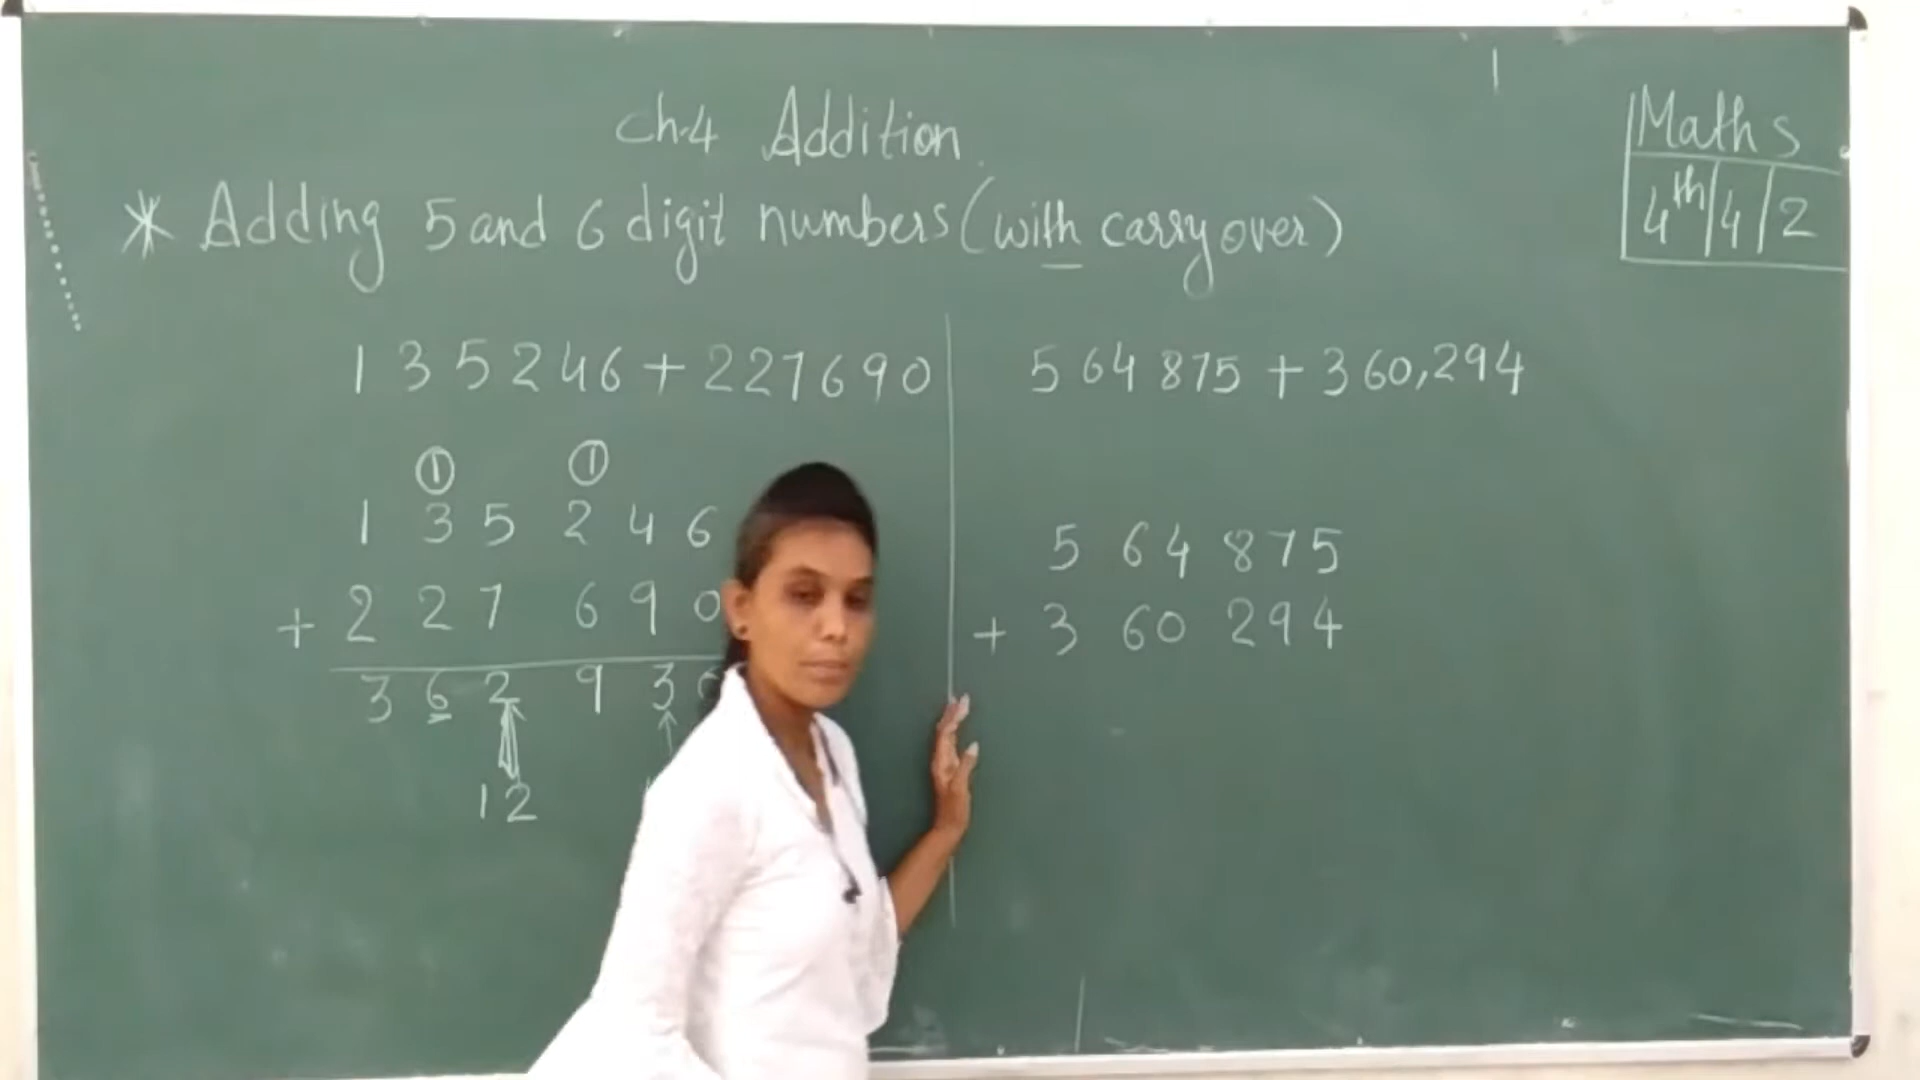 Ch.4 Addition.
Maths
4th/4/2
* Adding 5 and 6 digit numbers (with carry over)
135246 + 227690
564875 + 360,294
1 1
1 3 5 2 4 6
+ 2 2 7 6 9 0
3 6 2 9 3
12
5 6 4 8 7 5
+ 3 6 0 2 9 4